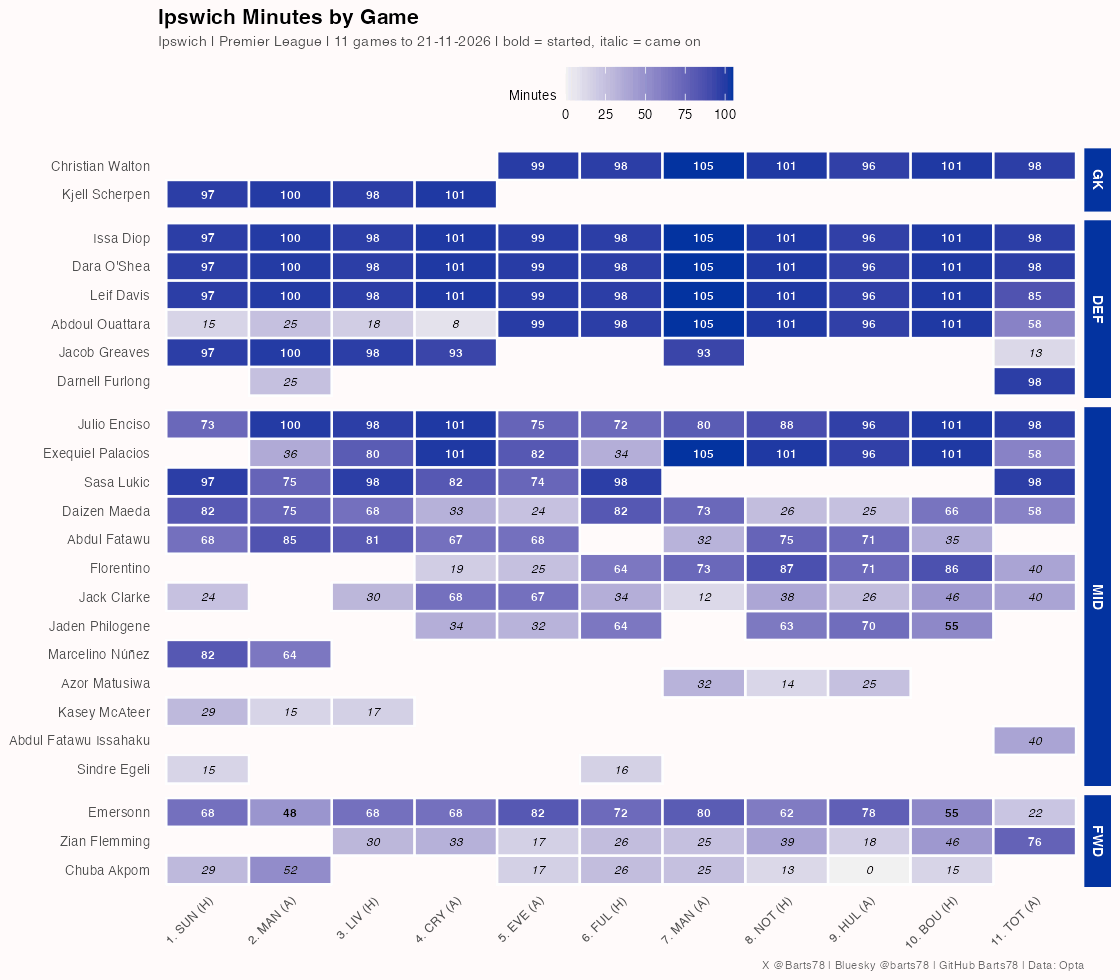 Ipswich Minutes by Game
Ipswich | Premier League | 11 games to 21-11-2026 | bold = started, italic = came on
Minutes
0 25 50 75 100
Christian Walton 99 98 105 101 96 101 98
Kjell Scherpen 97 100 98 101
GK
Issa Diop 97 100 98 101 99 98 105 101 96 101 98
Dara O'Shea 97 100 98 101 99 98 105 101 96 101 98
Leif Davis 97 100 98 101 99 98 105 101 96 101 85
Abdoul Ouattara 15 25 18 8 99 98 105 101 96 101 58
Jacob Greaves 97 100 98 93 93 13
Darnell Furlong 25 98
DEF
Julio Enciso 73 100 98 101 75 72 80 88 96 101 98
Exequiel Palacios 36 80 101 82 34 105 101 96 101 58
Sasa Lukic 97 75 98 82 74 98 98
Daizen Maeda 82 75 68 33 24 82 73 26 25 66 58
Abdul Fatawu 68 85 81 67 68 32 75 71 35
Florentino 19 25 64 73 87 71 86 40
Jack Clarke 24 30 68 67 34 12 38 26 46 40
Jaden Philogene 34 32 64 63 70 55
Marcelino Núñez 82 64
Azor Matusiwa 32 14 25
Kasey McAteer 29 15 17
Abdul Fatawu Issahaku 40
Sindre Egeli 15 16
MID
Emersonn 68 48 68 68 82 72 80 62 78 55 22
Zian Flemming 30 33 17 26 25 39 18 46 76
Chuba Akpom 29 52 17 26 25 13 0 15
FWD
1. SUN (H) 2. MAN (A) 3. LIV (H) 4. CRY (A) 5. EVE (A) 6. FUL (H) 7. MAN (A) 8. NOT (H) 9. HUL (A) 10. BOU (H) 11. TOT (A)
X @Barts78 | Bluesky @barts78 | GitHub Barts78 | Data: Opta